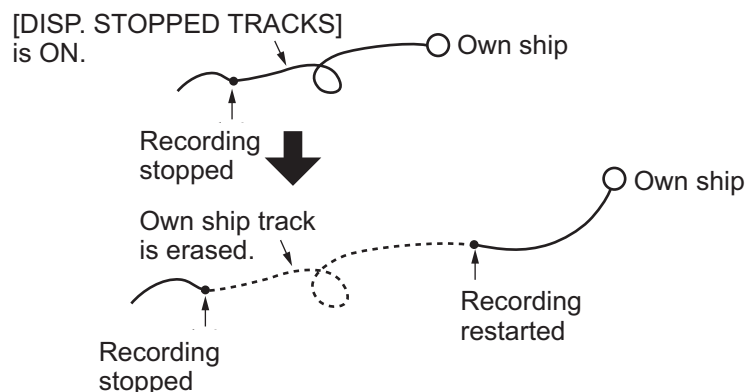 [DISP. STOPPED TRACKS]
is ON.
Own ship
Recording
stopped
Own ship
Own ship track
is erased.
Recording
restarted
Recording
stopped